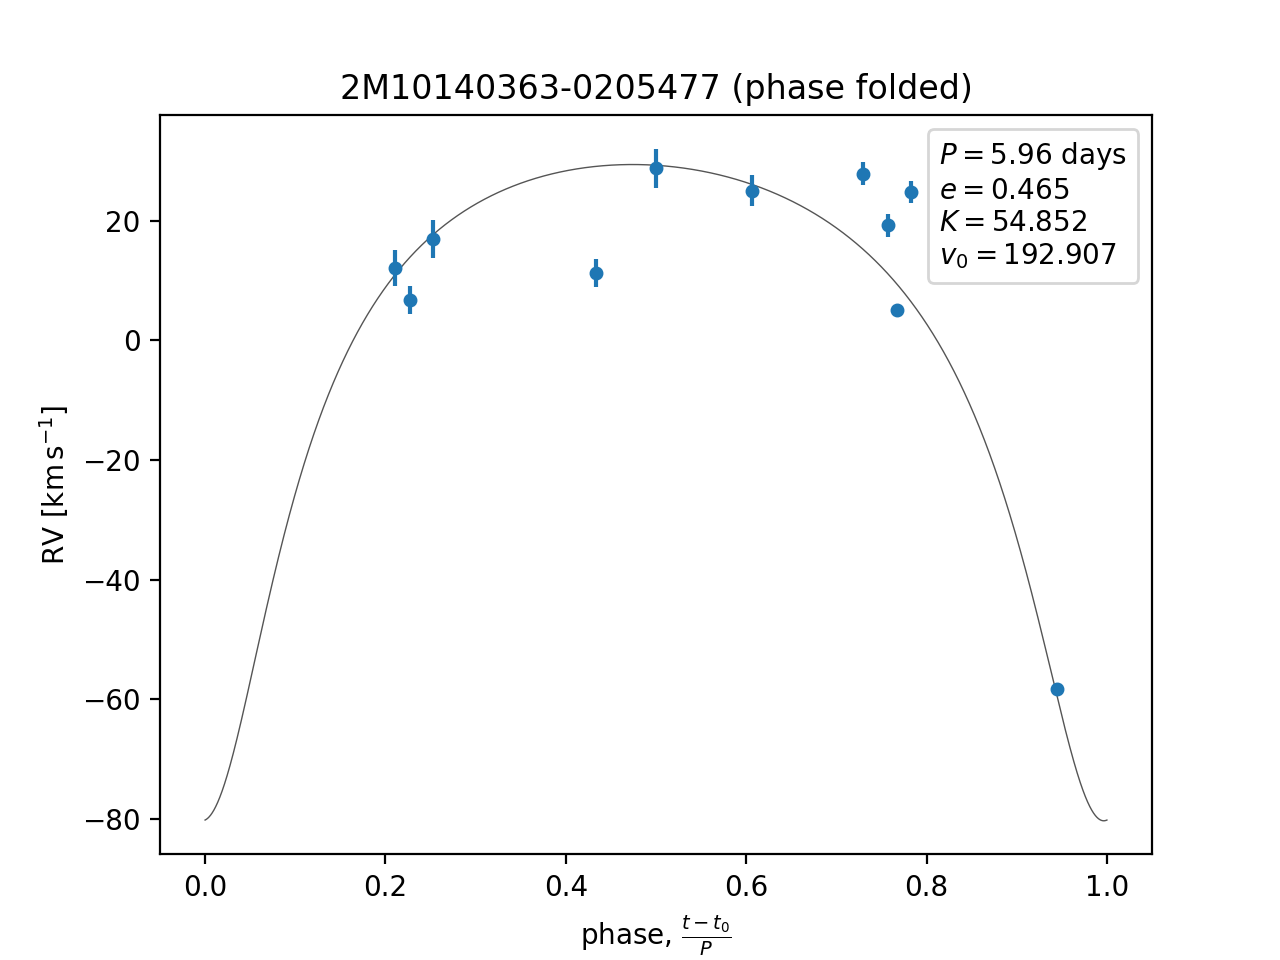 2M10140363-0205477 (phase folded)
P = 5.96 days
e = 0.465
K = 54.852
v₀ = 192.907
20
0
−20
−40
−60
−80
RV [km s⁻¹]
0.0 0.2 0.4 0.6 0.8 1.0
phase, (t − t₀)/P